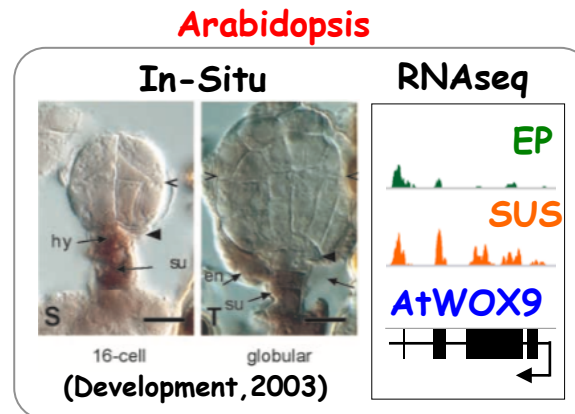 Arabidopsis
In-Situ
RNAseq
hy
su
S
16-cell
en
su
T
globular
(Development,2003)
EP
SUS
AtWOX9